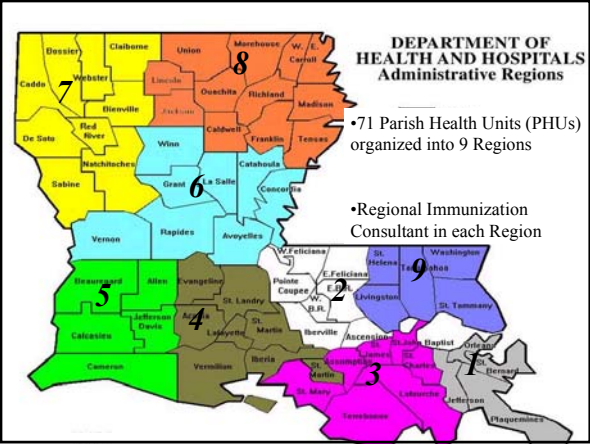 DEPARTMENT OF
HEALTH AND HOSPITALS
Administrative Regions
•71 Parish Health Units (PHUs)
organized into 9 Regions
•Regional Immunization
Consultant in each Region
Bossier
Claiborne
Caddo
Webster
7
Bienville
De Soto
Red
River
Natchitoches
Sabine
Union
Morehouse
W.
Carroll
E.
8
Lincoln
Ouachita
Richland
Madison
Jackson
Caldwell
Franklin
Tensas
Winn
Grant
6
La Salle
Catahoula
Concordia
Vernon
Rapides
Avoyelles
Beauregard
Allen
5
Jefferson
Davis
Calcasieu
Cameron
Evangeline
St. Landry
Acadia
4
Lafayette
St.
Martin
Vermilion
Iberia
St.
Martin
W.Feliciana
E.Feliciana
Pointe
Coupee
2
E.B.R.
W.
B.R.
Iberville
Ascension
St.
Helena
Tangipahoa
Washington
9
Livingston
St. Tammany
Assumption
St.
James
St.John
Baptist
St.
Charles
3
St. Mary
Lafourche
Terrebonne
Orleans
1
St.
Bernard
Jefferson
Plaquemines